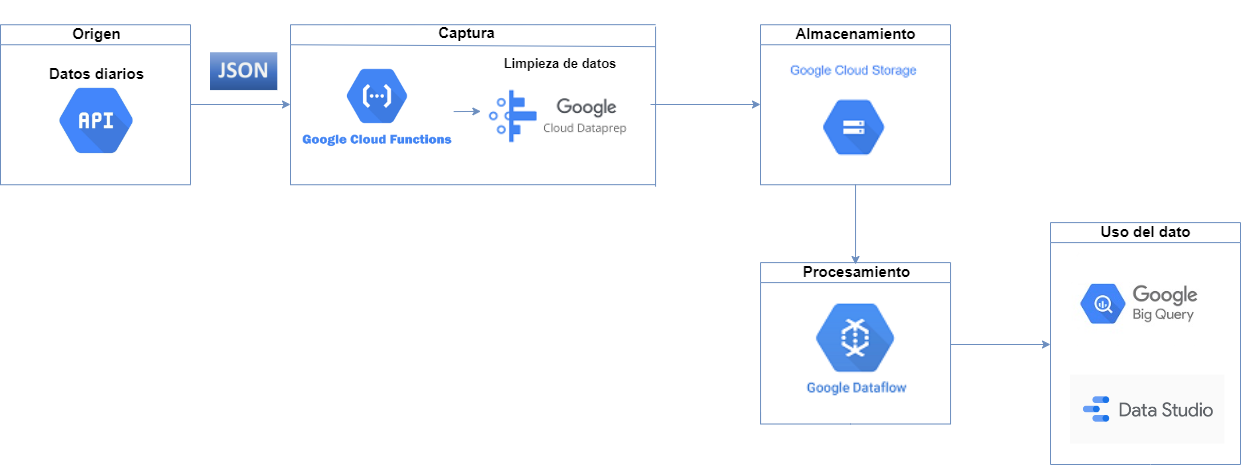 Origen
Datos diarios
API
JSON
Captura
Limpieza de datos
Google Cloud Functions
Google
Cloud Dataprep
Almacenamiento
Google Cloud Storage
Procesamiento
Google Dataflow
Uso del dato
Google
Big Query
Data Studio